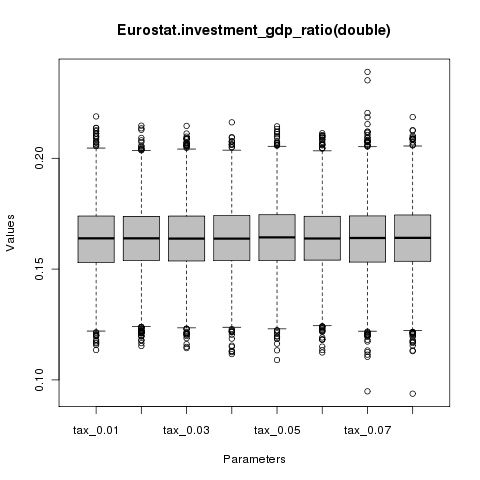 Eurostat.investment_gdp_ratio(double)
Values
0.20
0.15
0.10
tax_0.01 tax_0.03 tax_0.05 tax_0.07
Parameters